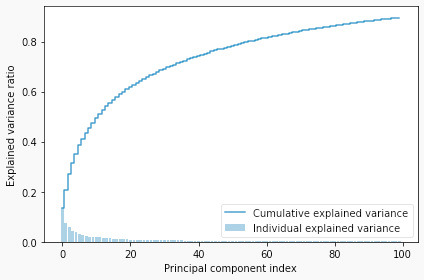 0.8
0.6
0.4
0.2
0.0
Explained variance ratio
Cumulative explained variance
Individual explained variance
0 20 40 60 80 100
Principal component index